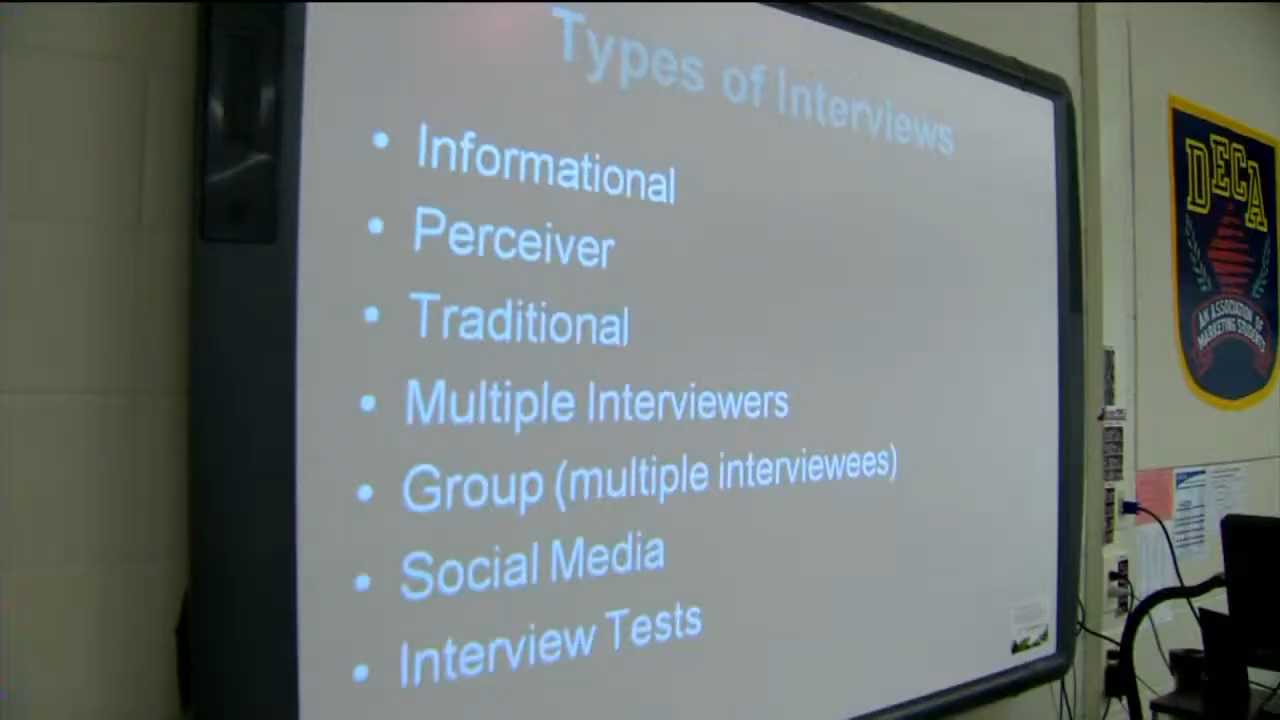 Types of Interviews
• Informational
• Perceiver
• Traditional
• Multiple Interviewers
• Group (multiple interviewees)
• Social Media
• Interview Tests
DECA
AN ASSOCIATION OF
MARKETING STUDENTS